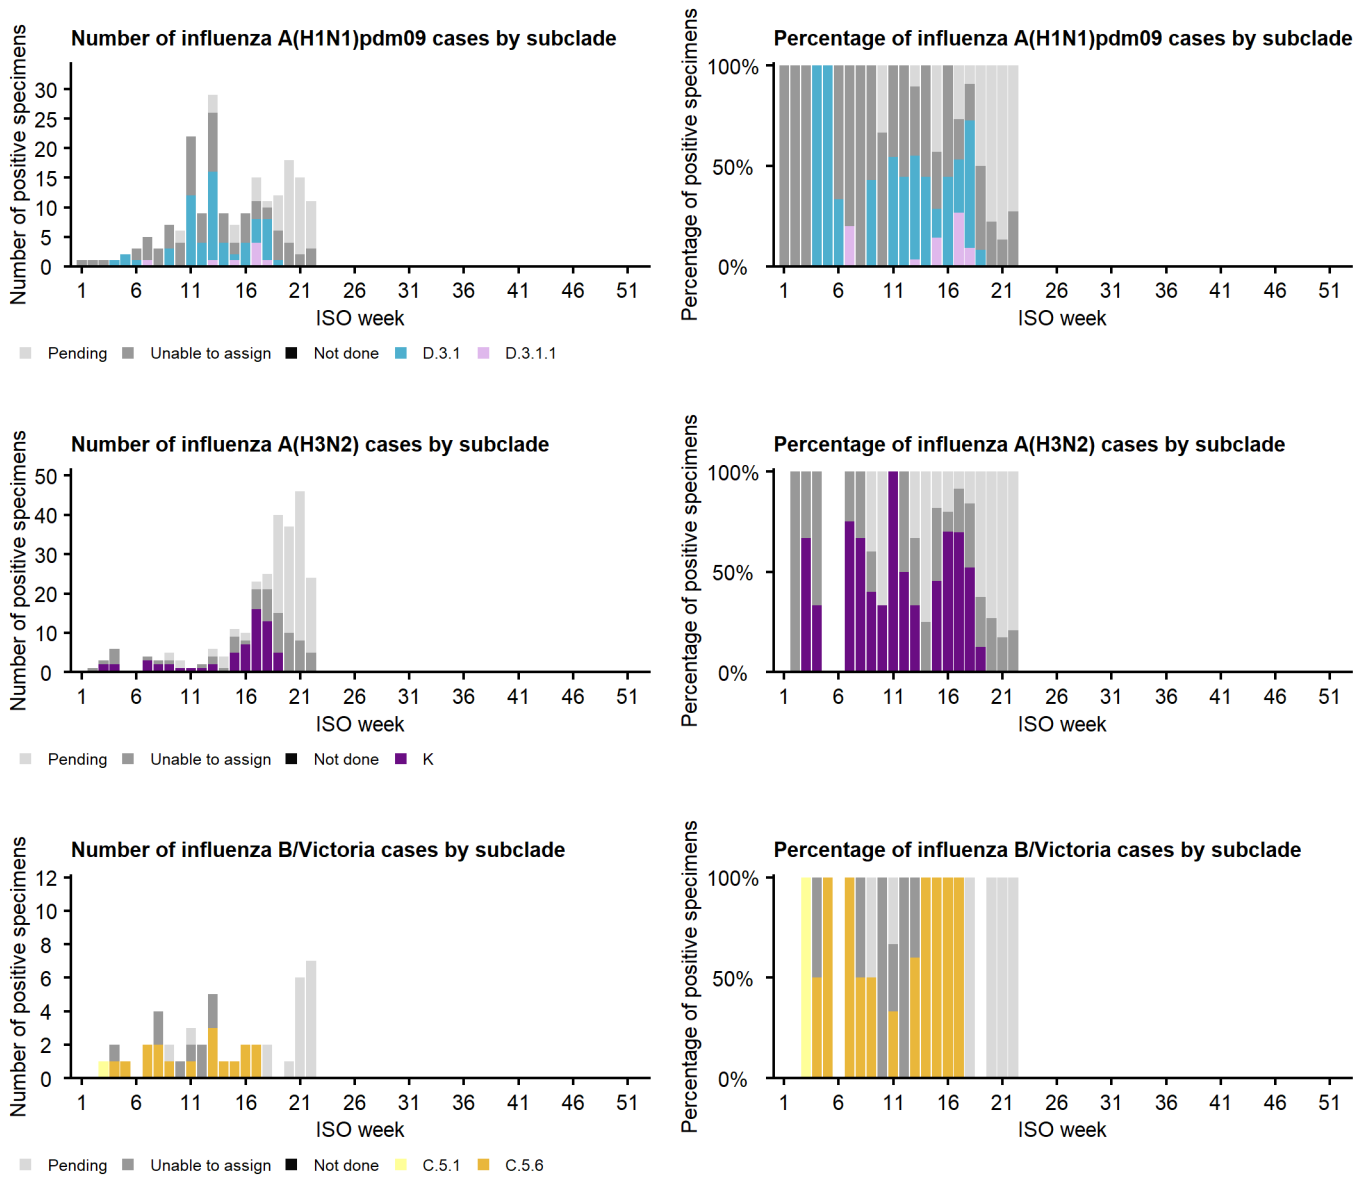 Number of influenza A(H1N1)pdm09 cases by subclade
Number of positive specimens
30
25
20
15
10
5
0
1 6 11 16 21 26 31 36 41 46 51
ISO week
Pending Unable to assign Not done D.3.1 D.3.1.1
Percentage of influenza A(H1N1)pdm09 cases by subclade
Percentage of positive specimens
100%
50%
0%
1 6 11 16 21 26 31 36 41 46 51
ISO week
Number of influenza A(H3N2) cases by subclade
Number of positive specimens
50
40
30
20
10
0
1 6 11 16 21 26 31 36 41 46 51
ISO week
Pending Unable to assign Not done K
Percentage of influenza A(H3N2) cases by subclade
Percentage of positive specimens
100%
50%
0%
1 6 11 16 21 26 31 36 41 46 51
ISO week
Number of influenza B/Victoria cases by subclade
Number of positive specimens
12
10
8
6
4
2
0
1 6 11 16 21 26 31 36 41 46 51
ISO week
Pending Unable to assign Not done C.5.1 C.5.6
Percentage of influenza B/Victoria cases by subclade
Percentage of positive specimens
100%
50%
0%
1 6 11 16 21 26 31 36 41 46 51
ISO week